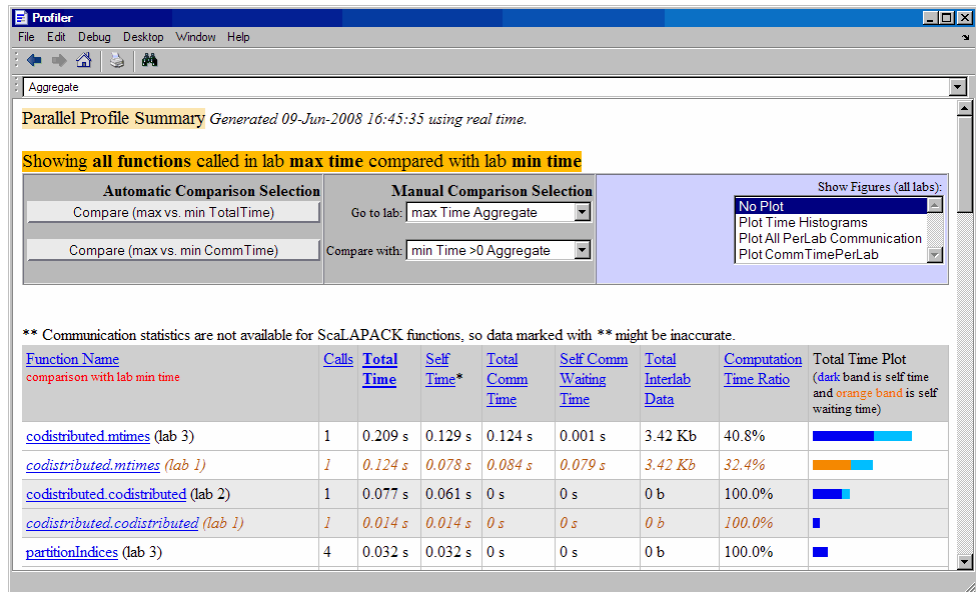 Profiler
File Edit Debug Desktop Window Help
Aggregate
Parallel Profile Summary Generated 09-Jun-2008 16:45:35 using real time.
Showing all functions called in lab max time compared with lab min time
Automatic Comparison Selection
Compare (max vs. min TotalTime)
Compare (max vs. min CommTime)
Manual Comparison Selection
Go to lab: max Time Aggregate
Compare with: min Time >0 Aggregate
Show Figures (all labs):
No Plot
Plot Time Histograms
Plot All PerLab Communication
Plot CommTimePerLab
** Communication statistics are not available for ScaLAPACK functions, so data marked with ** might be inaccurate.
Function Name
comparison with lab min time
Calls
Total
Time
Self
Time*
Total
Comm
Time
Self Comm
Waiting
Time
Total
Interlab
Data
Computation
Time Ratio
Total Time Plot
(dark band is self time
and orange band is self
waiting time)
codistributed.mtimes (lab 3) 1 0.209 s 0.129 s 0.124 s 0.001 s 3.42 Kb 40.8%
codistributed.mtimes (lab 1) 1 0.124 s 0.078 s 0.084 s 0.079 s 3.42 Kb 32.4%
codistributed.codistributed (lab 2) 1 0.077 s 0.061 s 0 s 0 s 0 b 100.0%
codistributed.codistributed (lab 1) 1 0.014 s 0.014 s 0 s 0 s 0 b 100.0%
partitionIndices (lab 3) 4 0.032 s 0.032 s 0 s 0 s 0 b 100.0%